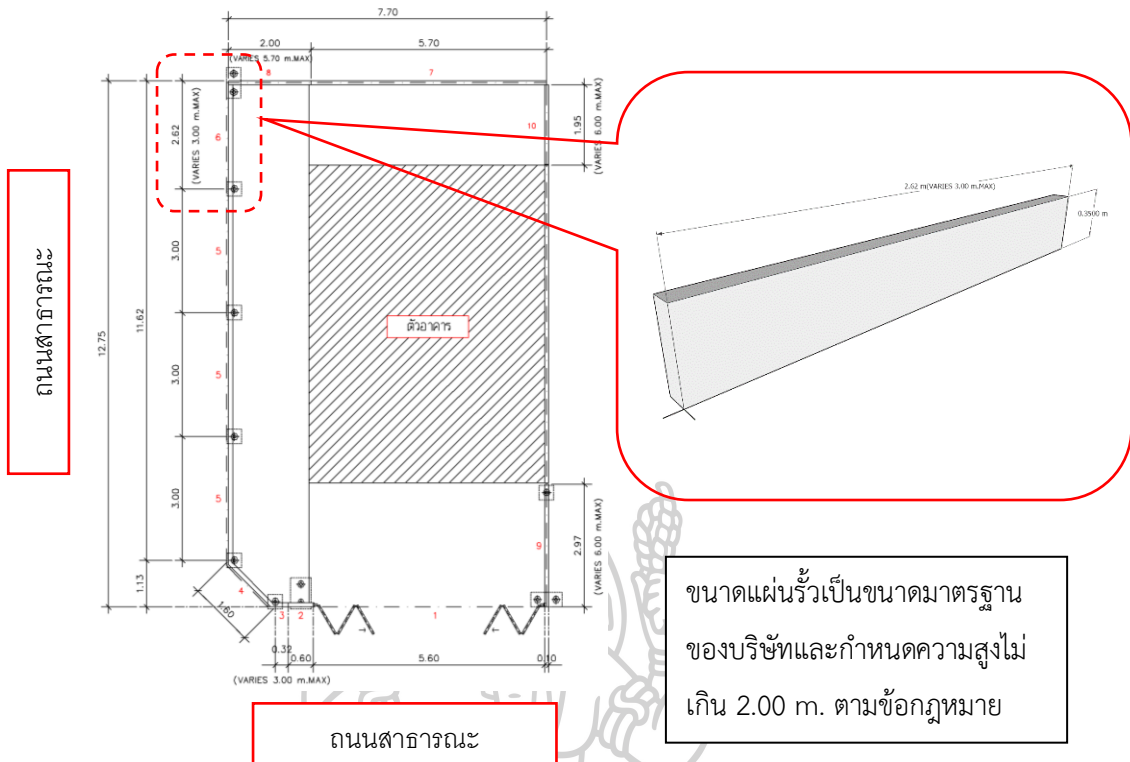 7.70
2.00
5.70
(VARIES 5.70 m.MAX)
8
7
2.62
(VARIES 3.00 m.MAX)
6
10
1.95
(VARIES 6.00 m.MAX)
2.62 m(VARIES 3.00 m.MAX)
0.3500 m
ถนนสาธารณะ
12.75
11.62
3.00
5
3.00
5
3.00
5
ตัวอาคาร
2.97
(VARIES 6.00 m.MAX)
9
1.13
4
1.60
3
2
1
0.32
0.60
5.60
0.10
(VARIES 3.00 m.MAX)
ขนาดแผ่นรั้วเป็นขนาดมาตรฐาน
ของบริษัทและกำหนดความสูงไม่
เกิน 2.00 m. ตามข้อกฎหมาย
ถนนสาธารณะ